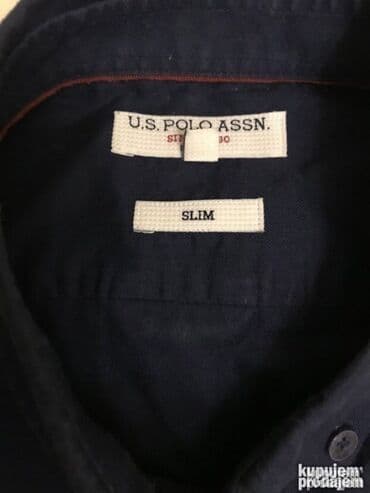 U.S. POLO ASSN.
SLIM
kupujem
prodajem